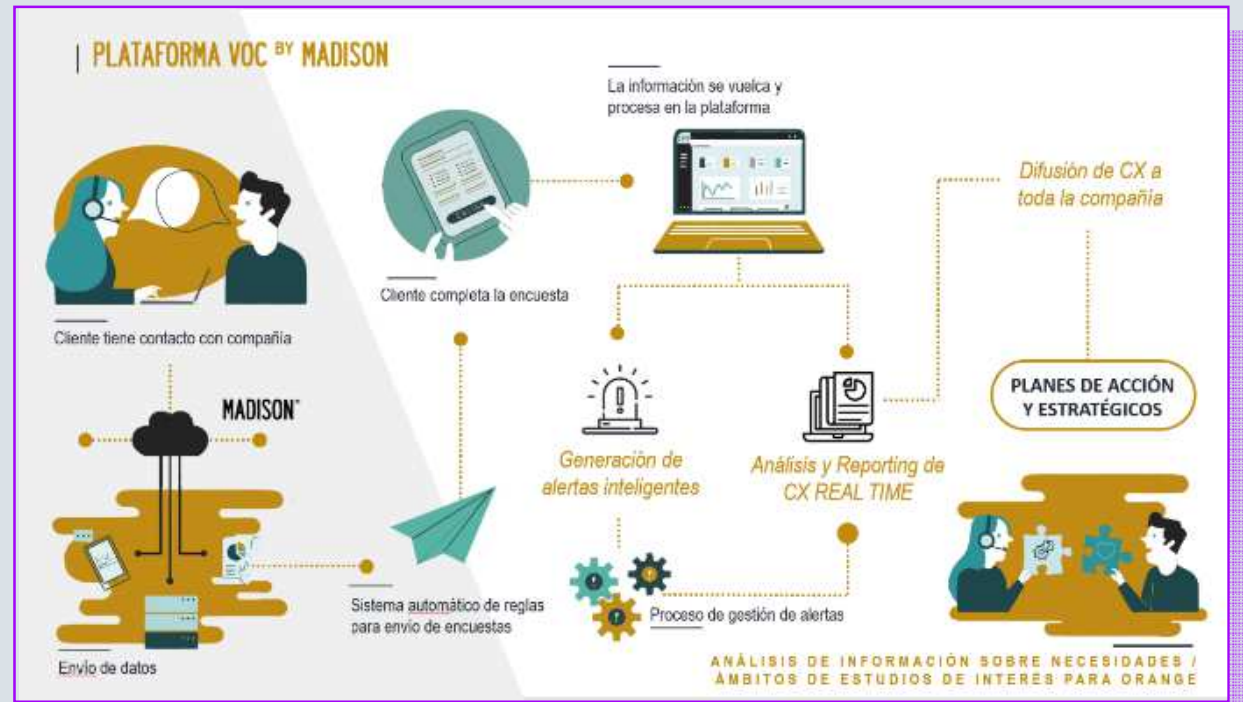 PLATAFORMA VOC BY MADISON
La información se vuelca y
procesa en la plataforma
Difusión de CX a
toda la compañía
Cliente completa la encuesta
Cliente tiene contacto con compañía
MADISON
PLANES DE ACCIÓN
Y ESTRATÉGICOS
Generación de
alertas inteligentes
Análisis y Reporting de
CX REAL TIME
Sistema automático de reglas
para envio de encuestas
Proceso de gestión de alertas
Envío de datos
ANÁLISIS DE INFORMACIÓN SOBRE NECESIDADES /
ÁMBITOS DE ESTUDIOS DE INTERÉS PARA ORANGE